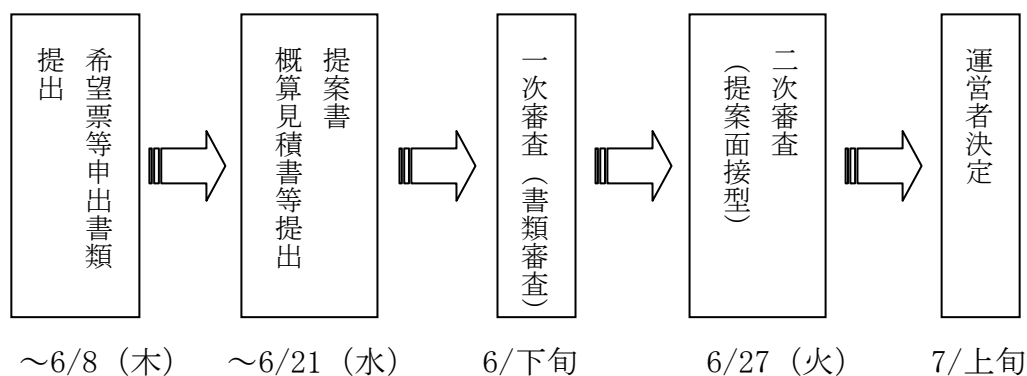 希望票等申出書類
提出
提案書
概算見積書等提出
一次審査（書類審査）
二次審査
（提案面接型）
運営者決定
～6/8（木）
～6/21（水）
6/下旬
6/27（火）
7/上旬